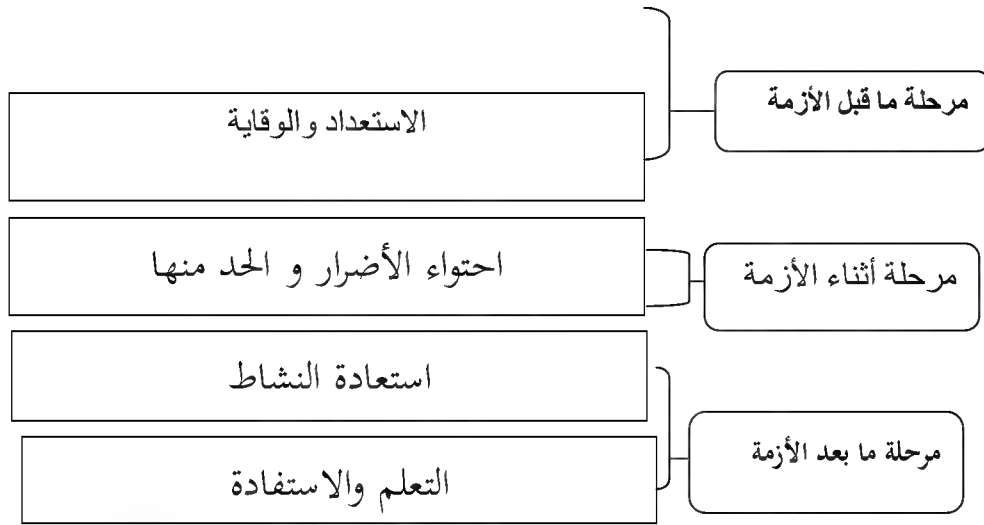 مرحلة ما قبل الأزمة
الاستعداد والوقاية
مرحلة أثناء الأزمة
احتواء الأضرار و الحد منها
مرحلة ما بعد الأزمة
استعادة النشاط
التعلم والاستفادة